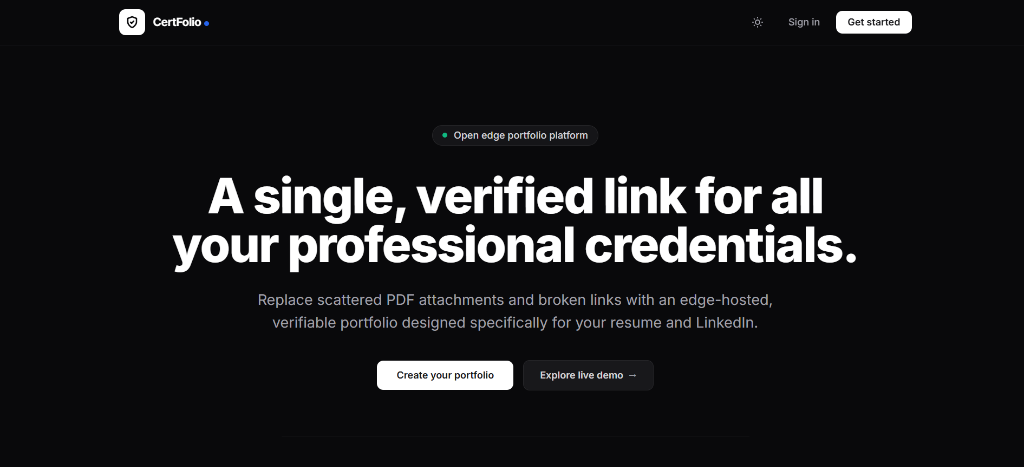 CertFolio
Sign in
Get started
Open edge portfolio platform
A single, verified link for all
your professional credentials.
Replace scattered PDF attachments and broken links with an edge-hosted,
verifiable portfolio designed specifically for your resume and LinkedIn.
Create your portfolio
Explore live demo →